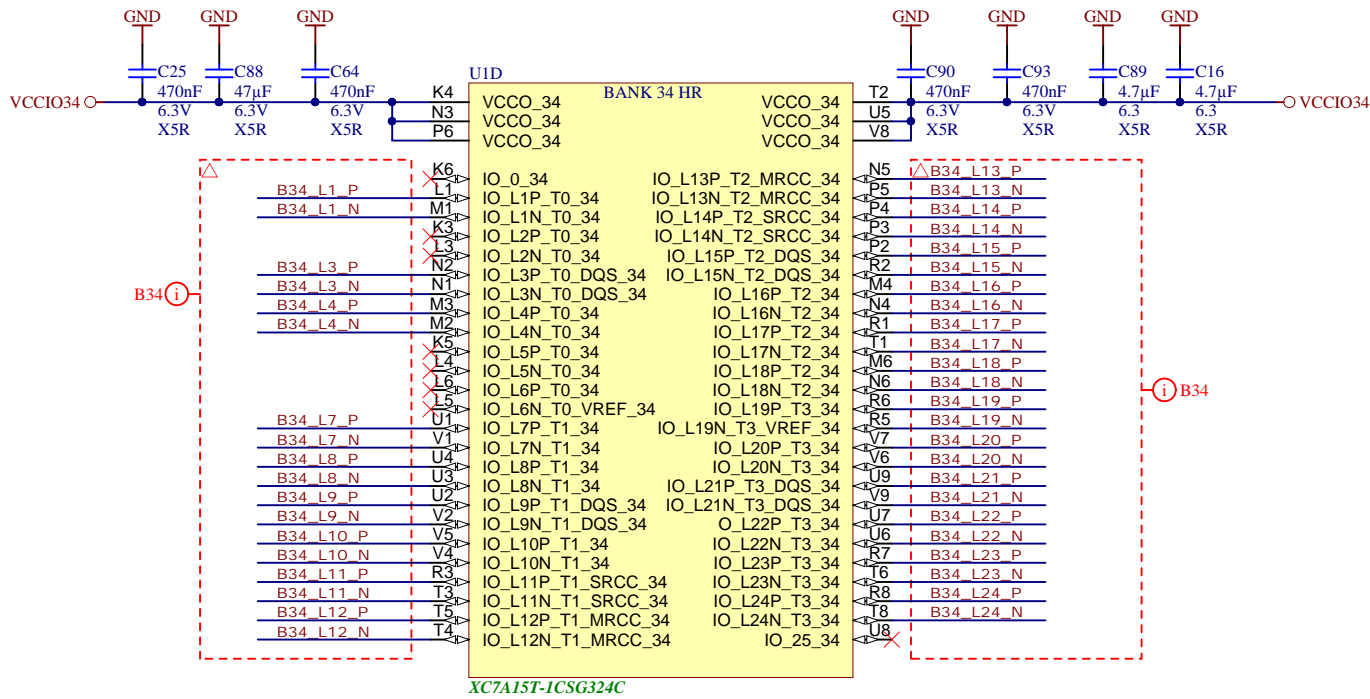 GND GND GND GND GND GND GND
C25 C88 C64 C90 C93 C89 C16
470nF 47µF 470nF 470nF 470nF 4.7µF 4.7µF
6.3V 6.3V 6.3V 6.3V 6.3V 6.3 6.3
X5R X5R X5R X5R X5R X5R X5R
VCCIO34 VCCIO34
U1D
BANK 34 HR
K4 VCCO_34 VCCO_34 T2
N3 VCCO_34 VCCO_34 U5
P6 VCCO_34 VCCO_34 V8
K6 IO_0_34 IO_L13P_T2_MRCC_34 N5 B34_L13_P
B34_L1_P L1 IO_L1P_T0_34 IO_L13N_T2_MRCC_34 P5 B34_L13_N
B34_L1_N M1 IO_L1N_T0_34 IO_L14P_T2_SRCC_34 P4 B34_L14_P
K3 IO_L2P_T0_34 IO_L14N_T2_SRCC_34 P3 B34_L14_N
L3 IO_L2N_T0_34 IO_L15P_T2_DQS_34 P2 B34_L15_P
B34_L3_P N2 IO_L3P_T0_DQS_34 IO_L15N_T2_DQS_34 R2 B34_L15_N
B34 i B34_L3_N N1 IO_L3N_T0_DQS_34 IO_L16P_T2_34 M4 B34_L16_P
B34_L4_P M3 IO_L4P_T0_34 IO_L16N_T2_34 N4 B34_L16_N
B34_L4_N M2 IO_L4N_T0_34 IO_L17P_T2_34 R1 B34_L17_P
K5 IO_L5P_T0_34 IO_L17N_T2_34 T1 B34_L17_N
L4 IO_L5N_T0_34 IO_L18P_T2_34 M6 B34_L18_P
L6 IO_L6P_T0_34 IO_L18N_T2_34 N6 B34_L18_N i B34
L5 IO_L6N_T0_VREF_34 IO_L19P_T3_34 R6 B34_L19_P
B34_L7_P U1 IO_L7P_T1_34 IO_L19N_T3_VREF_34 R5 B34_L19_N
B34_L7_N V1 IO_L7N_T1_34 IO_L20P_T3_34 V7 B34_L20_P
B34_L8_P U4 IO_L8P_T1_34 IO_L20N_T3_34 V6 B34_L20_N
B34_L8_N U3 IO_L8N_T1_34 IO_L21P_T3_DQS_34 U9 B34_L21_P
B34_L9_P U2 IO_L9P_T1_DQS_34 IO_L21N_T3_DQS_34 V9 B34_L21_N
B34_L9_N V2 IO_L9N_T1_DQS_34 O_L22P_T3_34 U7 B34_L22_P
B34_L10_P V5 IO_L10P_T1_34 IO_L22N_T3_34 U6 B34_L22_N
B34_L10_N V4 IO_L10N_T1_34 IO_L23P_T3_34 R7 B34_L23_P
B34_L11_P R3 IO_L11P_T1_SRCC_34 IO_L23N_T3_34 T6 B34_L23_N
B34_L11_N T3 IO_L11N_T1_SRCC_34 IO_L24P_T3_34 R8 B34_L24_P
B34_L12_P T5 IO_L12P_T1_MRCC_34 IO_L24N_T3_34 T8 B34_L24_N
B34_L12_N T4 IO_L12N_T1_MRCC_34 IO_25_34 U8
XC7A15T-1CSG324C